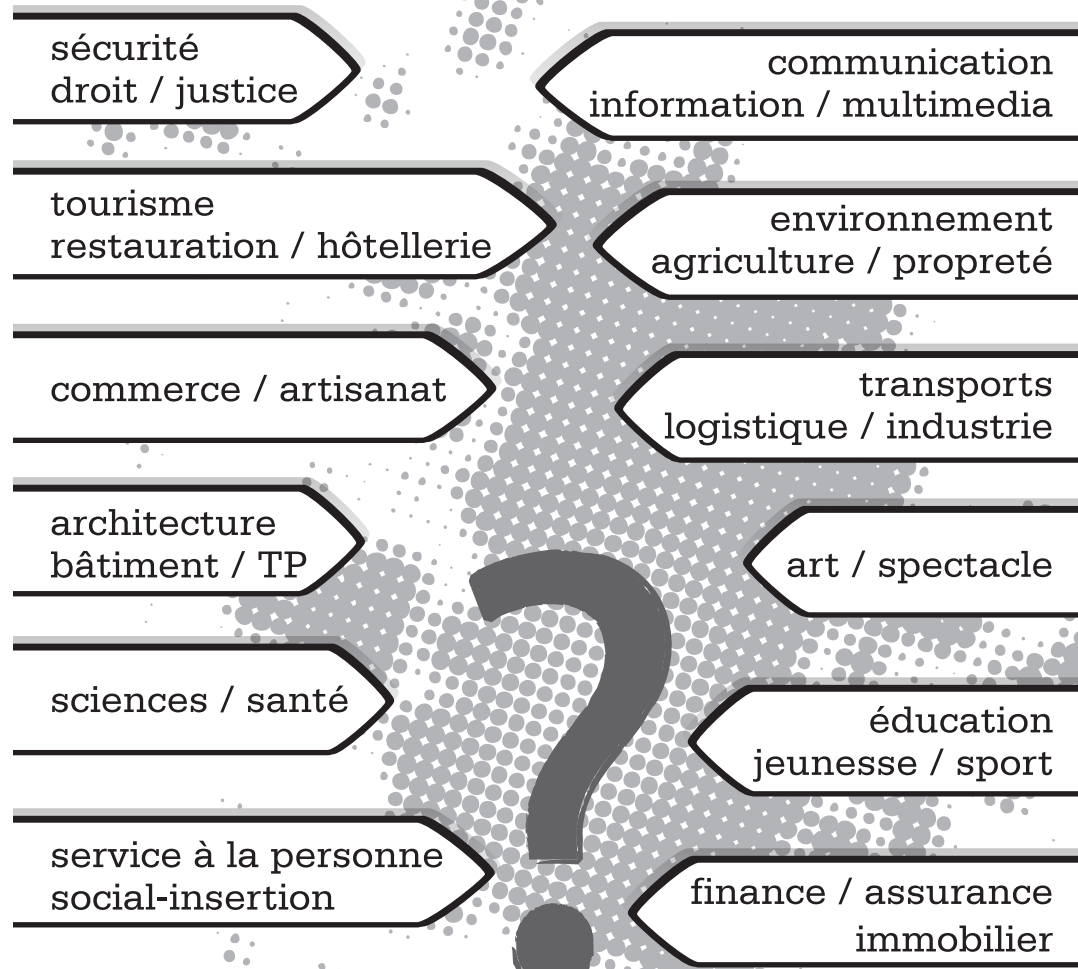 sécurité
droit / justice
communication
information / multimedia
tourisme
restauration / hôtellerie
environnement
agriculture / propreté
commerce / artisanat
transports
logistique / industrie
architecture
bâtiment / TP
art / spectacle
sciences / santé
éducation
jeunesse / sport
service à la personne
social-insertion
finance / assurance
immobilier
?